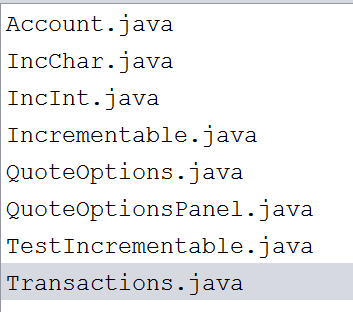 Account.java
IncChar.java
IncInt.java
Incrementable.java
QuoteOptions.java
QuoteOptionsPanel.java
TestIncrementable.java
Transactions.java